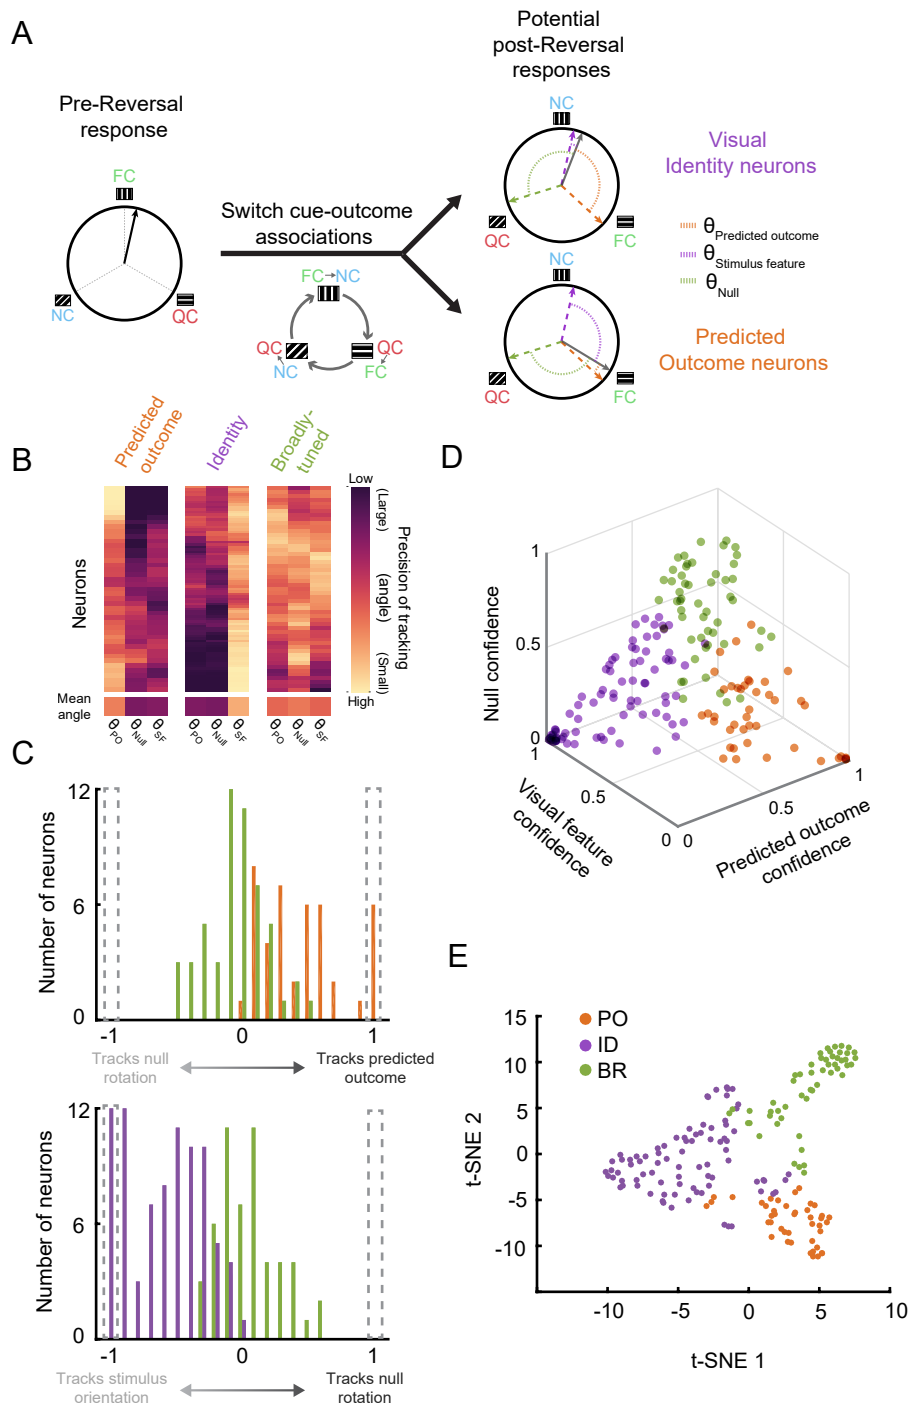 A
Pre-Reversal
response
FC
NC
QC
Switch cue-outcome
associations
FC→NC
QC
NC
QC
FC
Potential
post-Reversal
responses
NC
QC
FC
NC
QC
FC
Visual
Identity neurons
θPredicted outcome
θStimulus feature
θNull
Predicted
Outcome neurons
B
Predicted
outcome
Identity
Broadly-
tuned
Neurons
Mean
angle
θPO
θNull
θSF
θPO
θNull
θSF
θPO
θNull
θSF
Low
High
(Large)
(angle)
(Small)
Precision of tracking
C
Number of neurons
12
6
0
-1
0
1
Tracks null
rotation
Tracks predicted
outcome
Number of neurons
12
6
0
-1
0
1
Tracks stimulus
orientation
Tracks null
rotation
D
Null confidence
1
0.5
0
1
0.5
0
Visual feature
confidence
0
0.5
1
Predicted outcome
confidence
E
PO
ID
BR
t-SNE 2
15
10
5
0
-5
-10
-10
-5
0
5
10
t-SNE 1